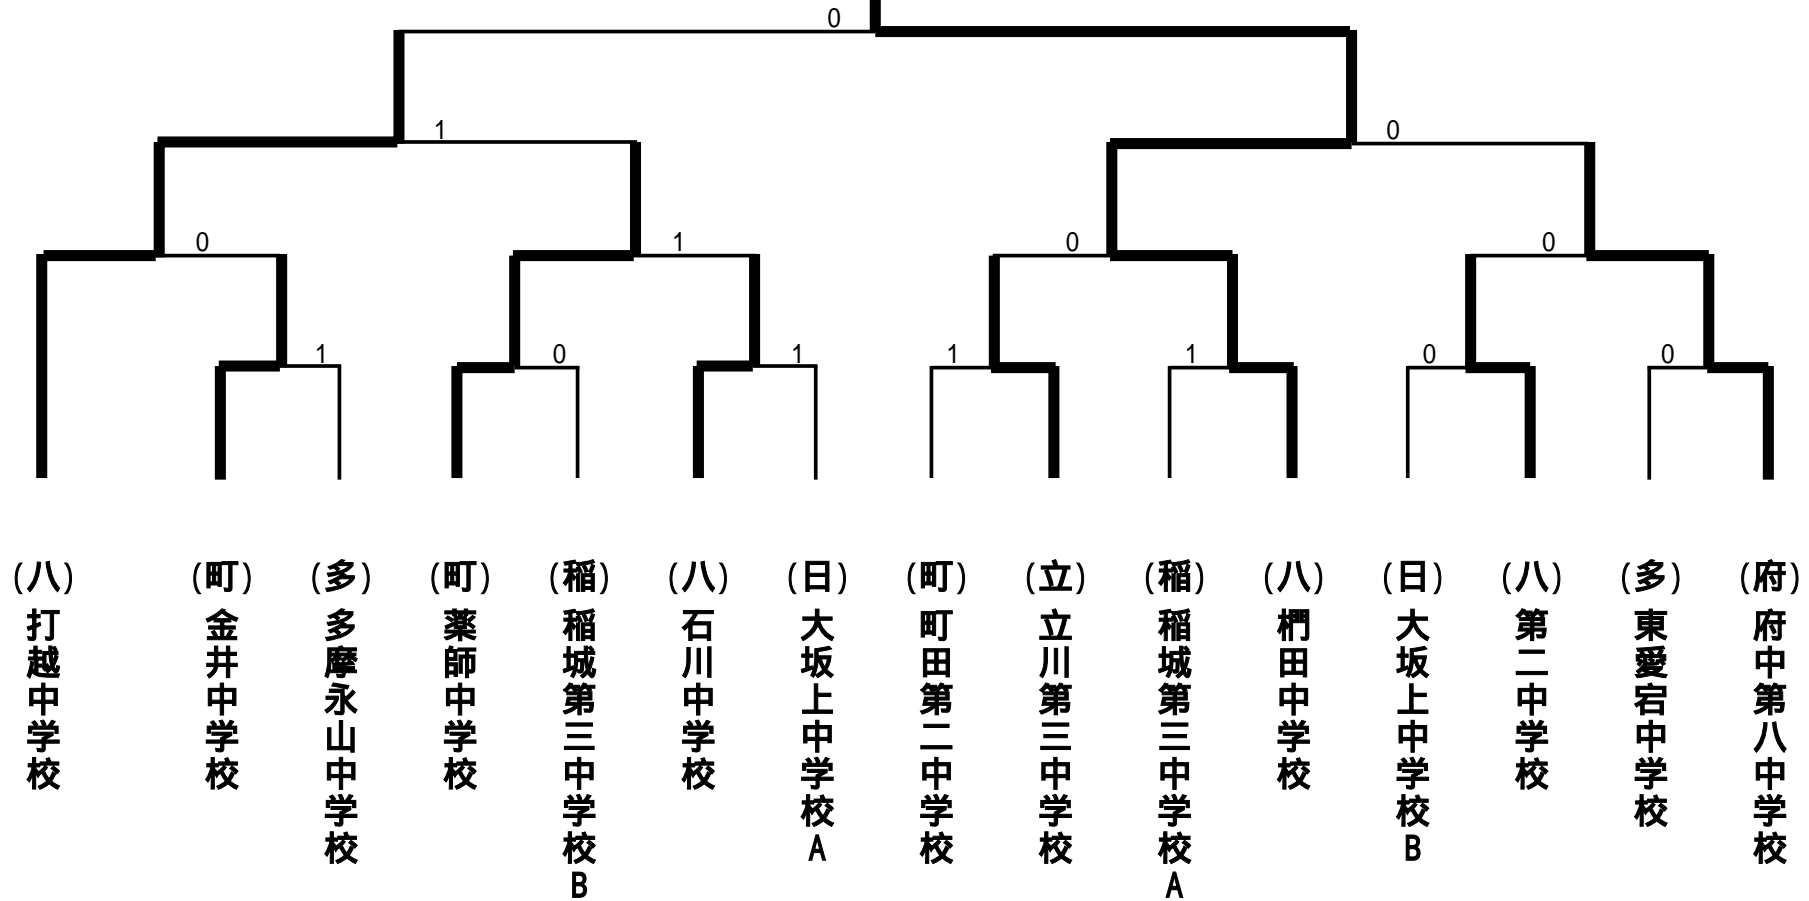 0
1
0
0
1
0
0
1
0
1
1
1
0
0
(八)
打越中学校
(町)
金井中学校
(多)
多摩永山中学校
(町)
薬師中学校
(稲)
稲城第三中学校B
(八)
石川中学校
(日)
大坂上中学校A
(町)
町田第二中学校
(立)
立川第三中学校
(稲)
稲城第三中学校A
(八)
椚田中学校
(日)
大坂上中学校B
(八)
第二中学校
(多)
東愛宕中学校
(府)
府中第八中学校